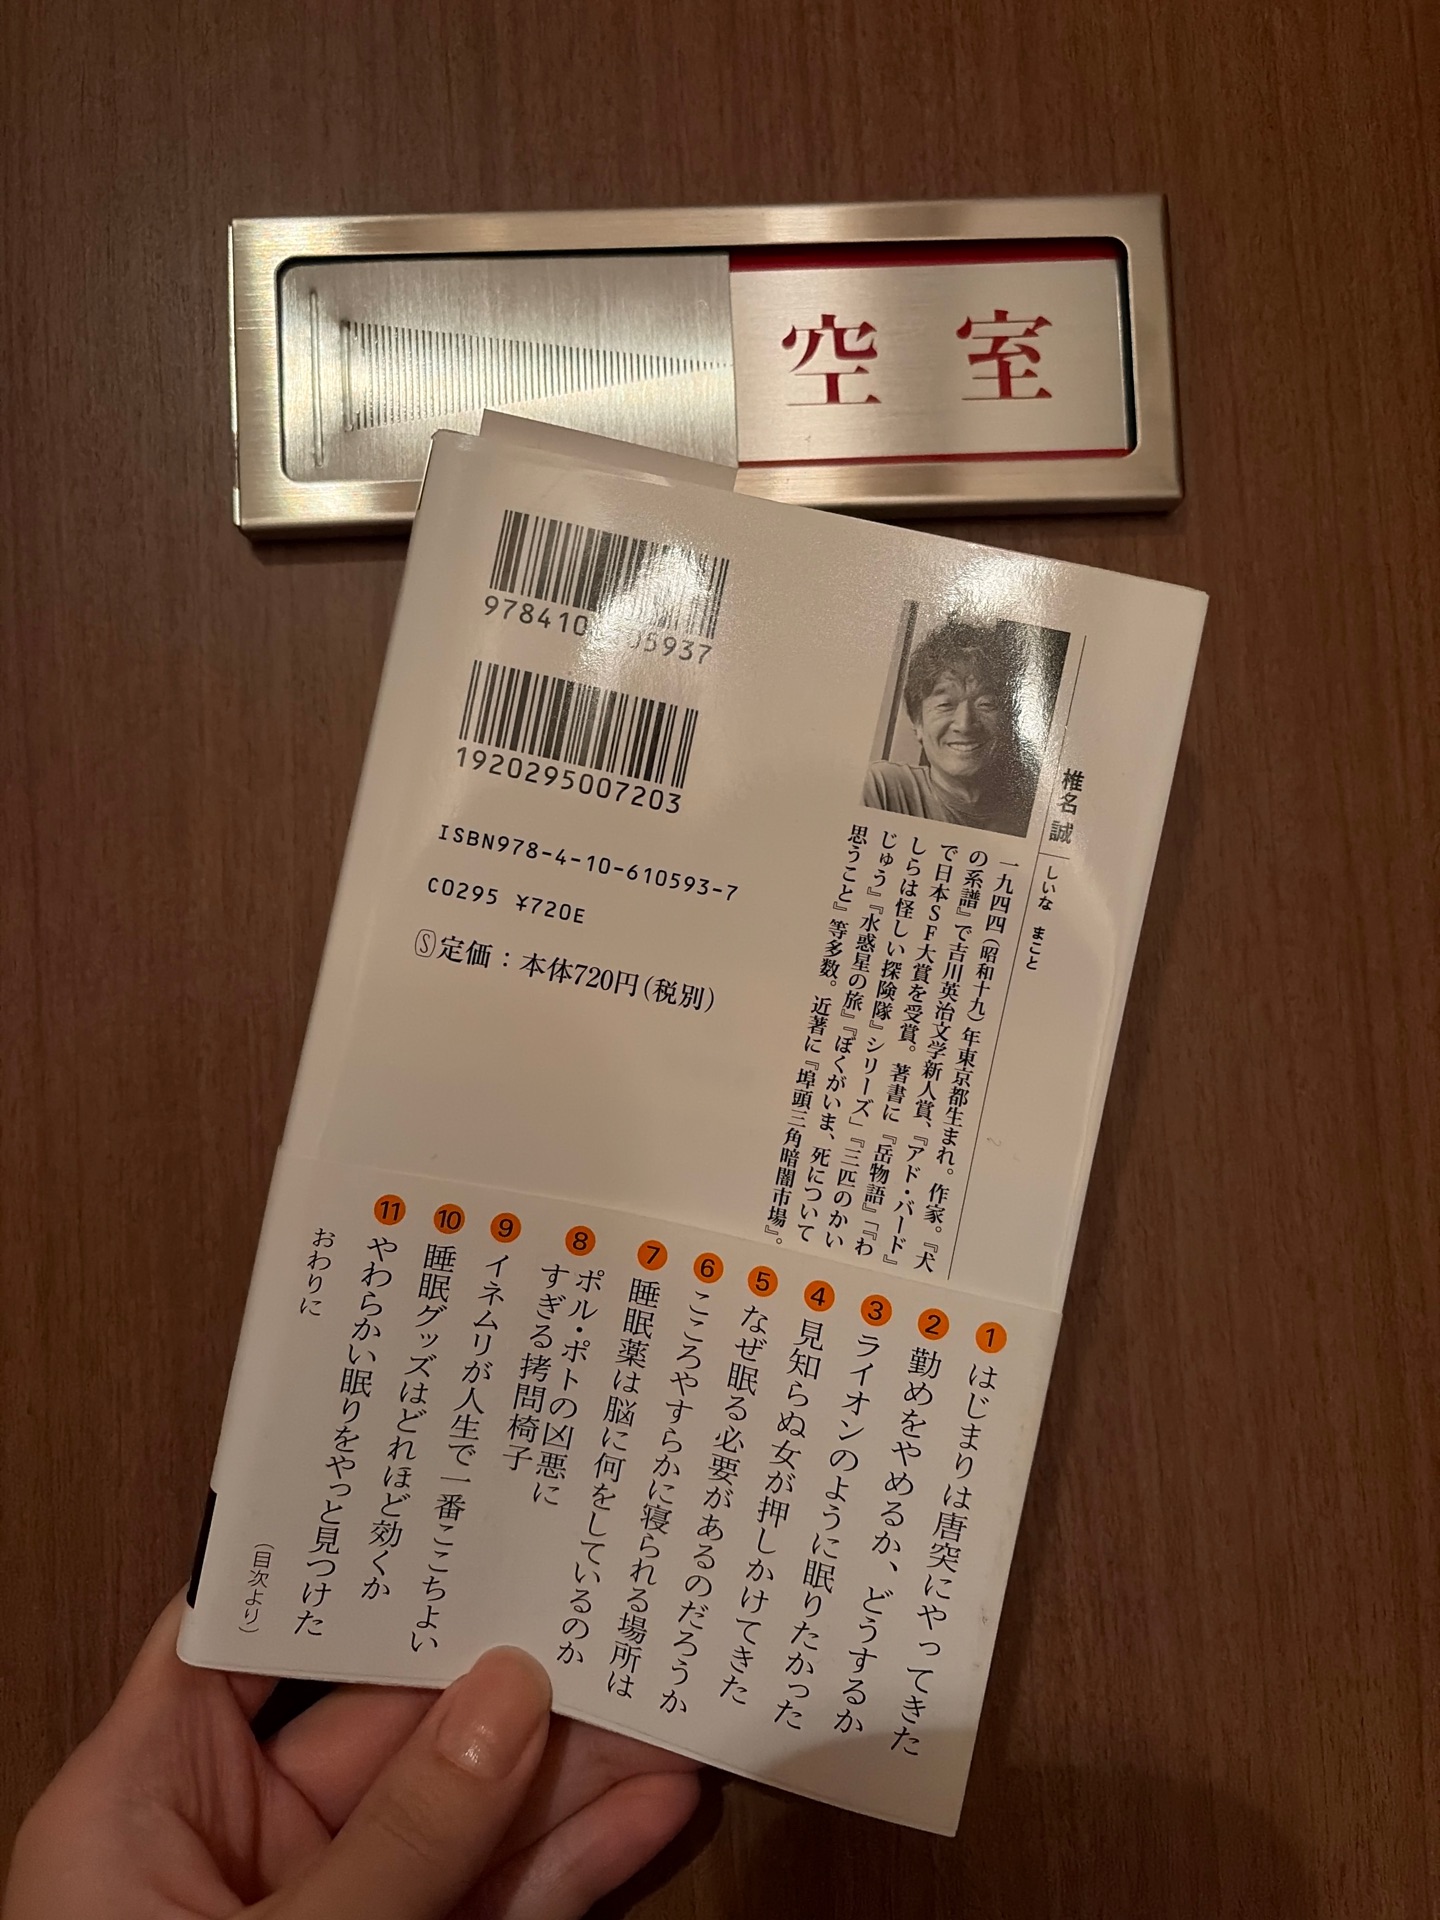 空室
9784106105937
1920295007203
ISBN978-4-10-610593-7
C0295 ¥720E
Ⓢ定価：本体720円（税別）
椎名 誠
しいな まこと
一九四四（昭和十九）年東京都生まれ。作家。『犬
の系譜』で吉川英治文学新人賞、『アド・バード』
で日本ＳＦ大賞を受賞。著書に『岳物語』『わ
しらは怪しい探険隊』シリーズ」『三匹のかい
じゅう』『水惑星の旅』『ぼくがいま、死について
思うこと』等多数。近著に『埠頭三角暗闇市場』。
1 はじまりは唐突にやってきた
2 勤めをやめるか、どうするか
3 ライオンのように眠りたかった
4 見知らぬ女が押しかけてきた
5 なぜ眠る必要があるのだろうか
6 こころやすらかに寝られる場所は
7 睡眠薬は脳に何をしているのか
8 ポル・ポトの凶悪に
すぎる拷問椅子
9 イネムリが人生で一番ここちよい
10 睡眠グッズはどれほど効くか
11 やわらかい眠りをやっと見つけた
おわりに
（目次より）